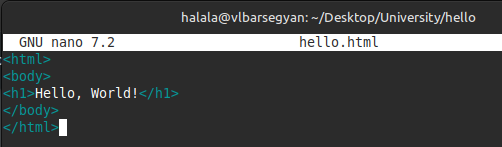 halala@vlbarsegyan: ~/Desktop/University/hello
GNU nano 7.2 hello.html
<html>
<body>
<h1>Hello, World!</h1>
</body>
</html>